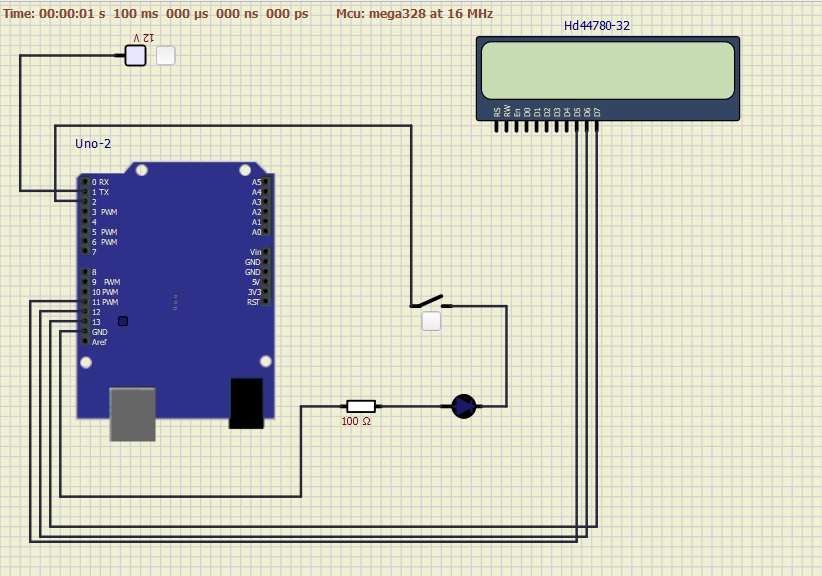 Time: 00:00:01 s 100 ms 000 µs 000 ns 000 ps Mcu: mega328 at 16 MHz
12 V
Hd44780-32
RS RW En D0 D1 D2 D3 D4 D5 D6 D7
Uno-2
0 RX A5
1 TX A4
2 A3
3 PWM A2
4 A1
5 PWM A0
6 PWM
7 Vin
GND
8 GND
9 PWM 5V
10 PWM 3V3
11 PWM RST
12
13
GND
Aref
100 Ω